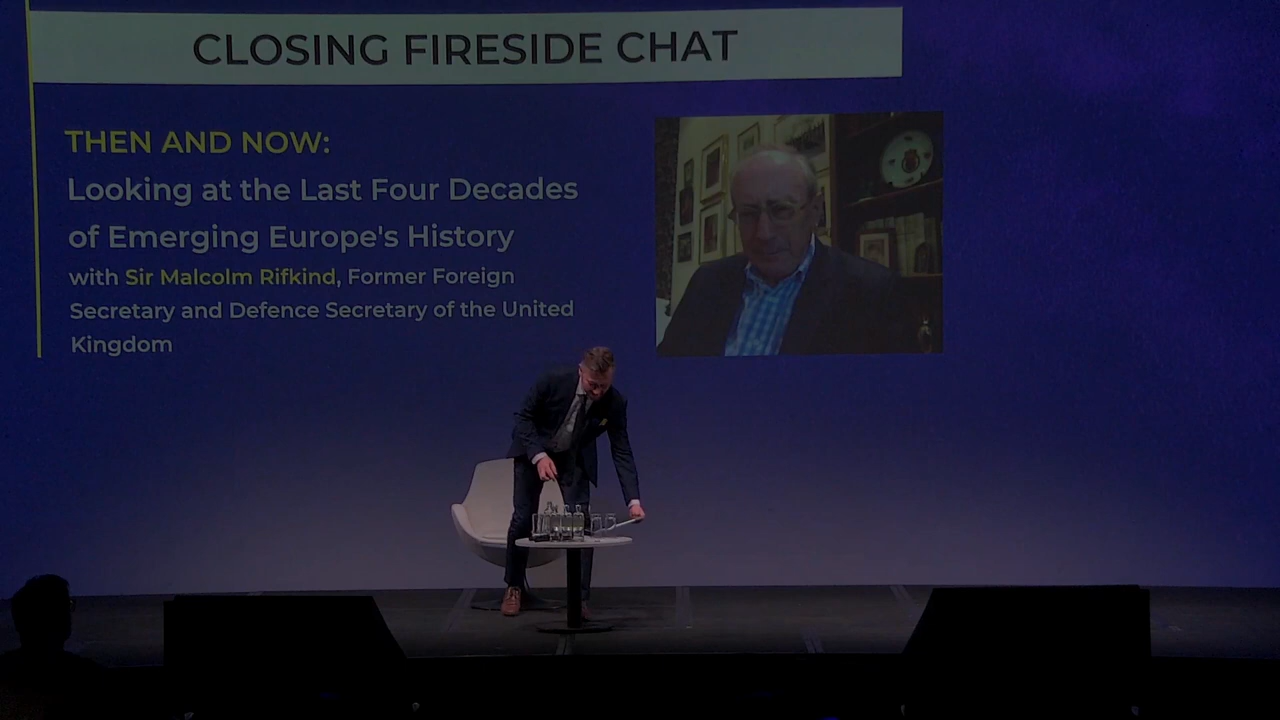 CLOSING FIRESIDE CHAT
THEN AND NOW:
Looking at the Last Four Decades
of Emerging Europe's History
with Sir Malcolm Rifkind, Former Foreign
Secretary and Defence Secretary of the United
Kingdom